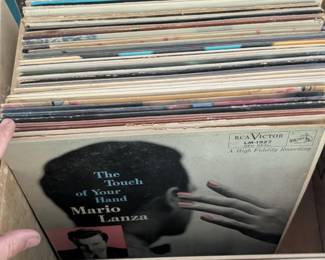 RCA VICTOR
LM-1927
A High Fidelity Recording
The
Touch
of Your
Hand
Mario
Lanza